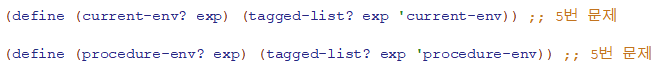 (define (current-env? exp) (tagged-list? exp 'current-env)) ;; 5번 문제
(define (procedure-env? exp) (tagged-list? exp 'procedure-env)) ;; 5번 문제